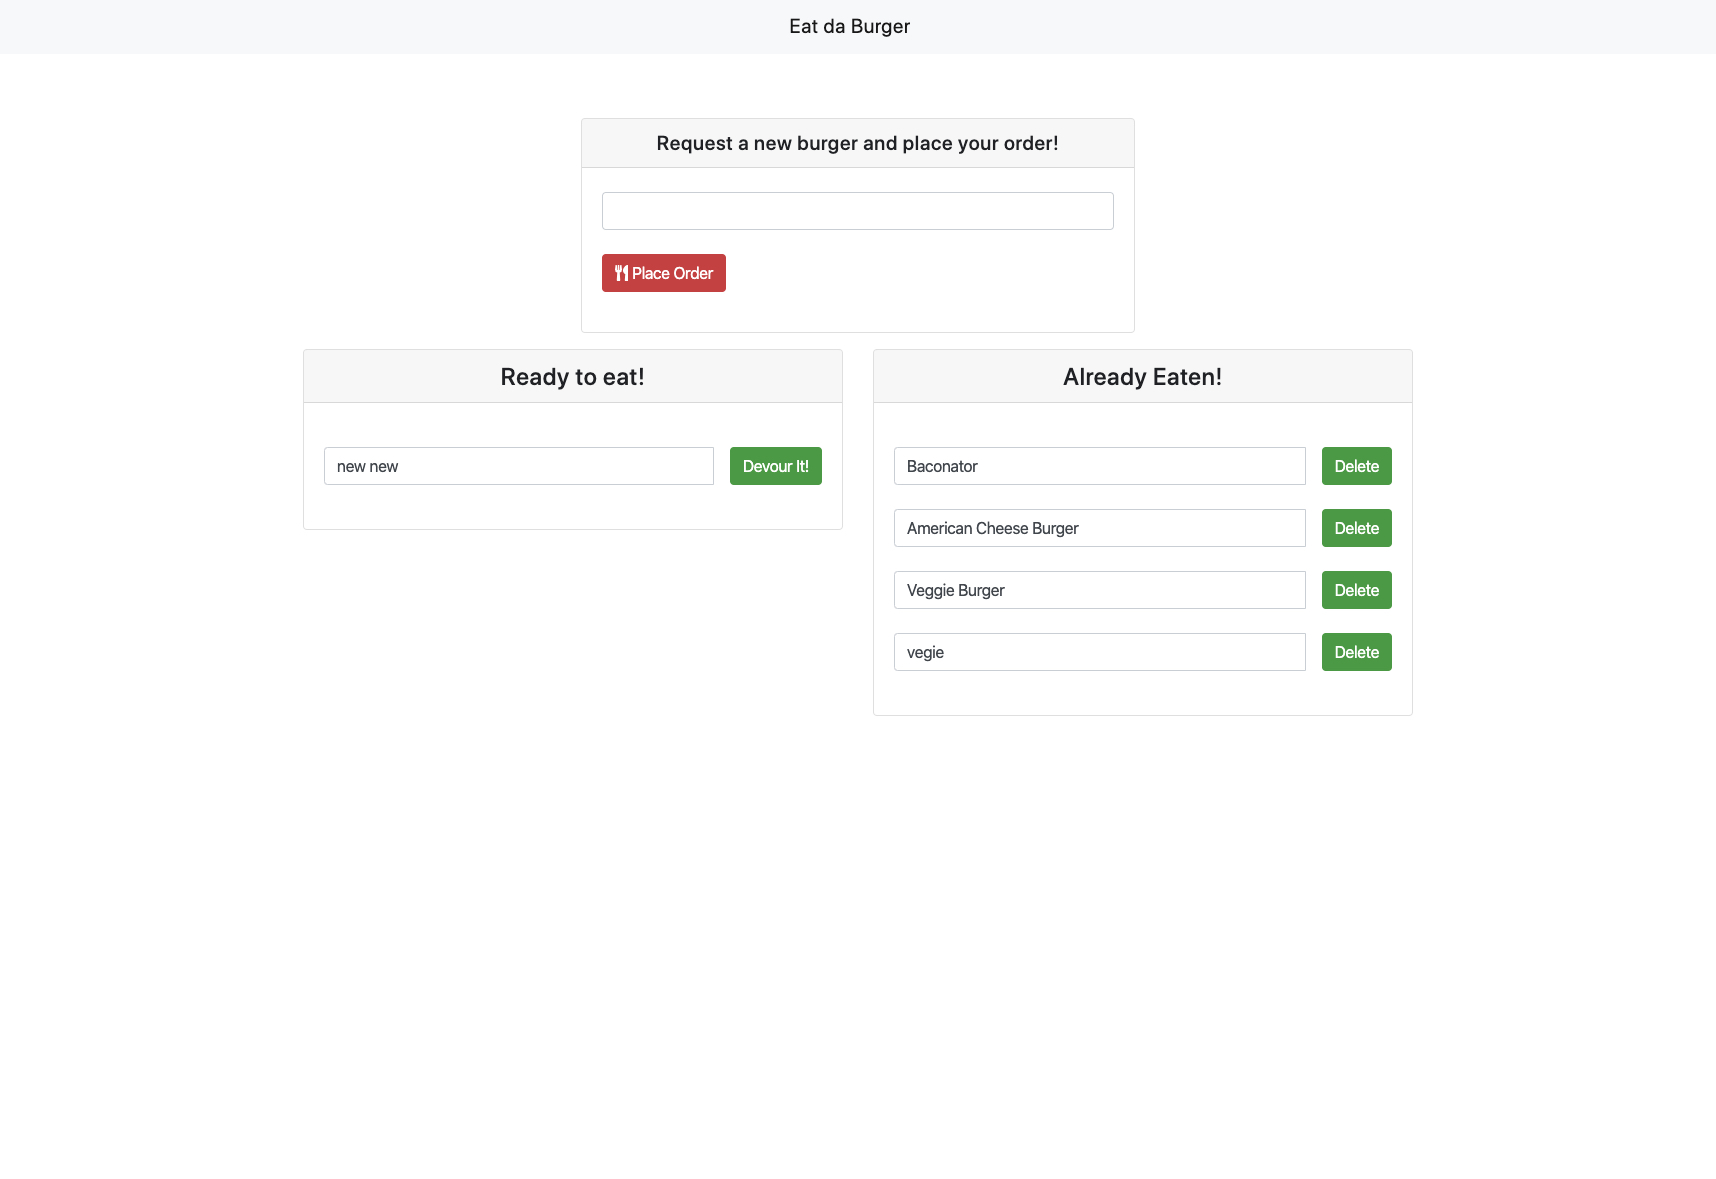 Eat da Burger
Request a new burger and place your order!
Place Order
Ready to eat!
new new
Devour It!
Already Eaten!
Baconator
Delete
American Cheese Burger
Delete
Veggie Burger
Delete
vegie
Delete